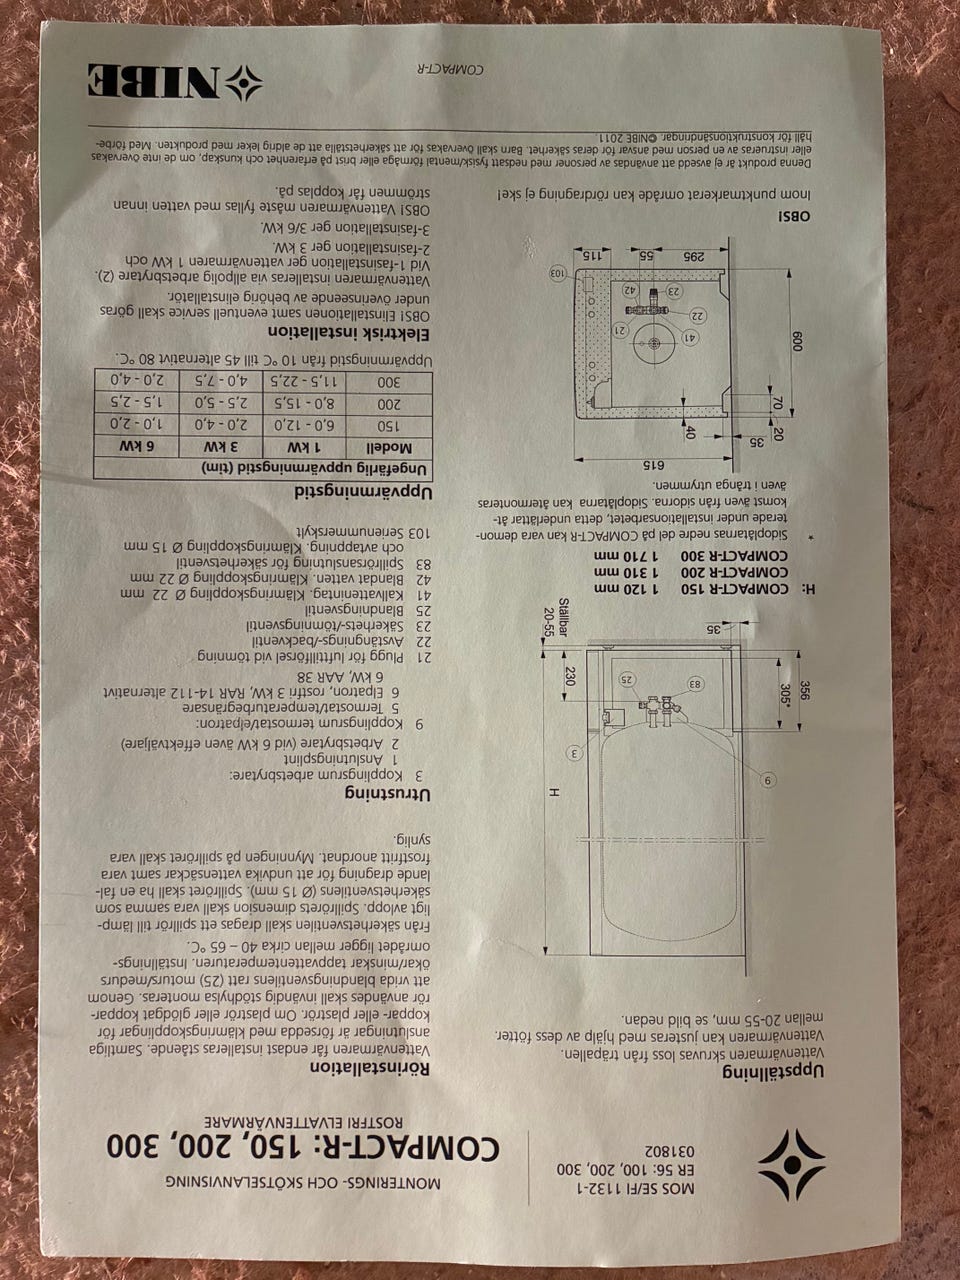 MOS SE/FI 1132-1
ER 56: 100, 200, 300
031802
MONTERINGS- OCH SKÖTSELANVISNING
COMPACT-R: 150, 200, 300
ROSTFRI ELVATTENVÄRMARE
Uppställning
Vattenvärmaren skruvas loss från träpallen.
Vattenvärmaren kan justeras med hjälp av dess fötter.
mellan 20-55 mm, se bild nedan.
H
9
3
83
25
356
305*
230
35
Ställbar
20-55
H: COMPACT-R 150 1 120 mm
COMPACT-R 200 1 310 mm
COMPACT-R 300 1 710 mm
* Sidoplåtarnas nedre del på COMPACT-R kan vara demon-
terade under installationsarbetet, detta underlättar åt-
komst även från sidorna. Sidoplåtarna kan återmonteras
även i trånga utrymmen.
615
35
20
70
40
600
41
21
22
23
42
103
295
55
115
OBS!
Inom punktmarkerat område kan rördragning ej ske!
Rörinstallation
Vattenvärmaren får endast installeras stående. Samtliga
anslutningar är försedda med klämringskopplingar för
koppar- eller plaströr. Om plaströr eller glödgat koppar-
rör användes skall invändig stödhylsa monteras. Genom
att vrida blandningsventilens ratt (25) moturs/medurs
ökar/minskar tappvattentemperaturen. Inställnings-
området ligger mellan cirka 40 – 65 °C.
Från säkerhetsventilen skall dragas ett spillrör till lämp-
ligt avlopp. Spillrörets dimension skall vara samma som
säkerhetsventilens (Ø 15 mm). Spillröret skall ha en fal-
lande dragning för att undvika vattensäckar samt vara
frostfritt anordnat. Mynningen på spillröret skall vara
synlig.
Utrustning
3 Kopplingsrum arbetsbrytare:
1 Anslutningsplint
2 Arbetsbrytare (vid 6 kW även effektväljare)
9 Kopplingsrum termostat/elpatron:
5 Termostat/temperaturbegränsare
6 Elpatron, rostfri 3 kW, RAR 14-112 alternativt
6 kW, AAR 38
21 Plugg för lufttillförsel vid tömning
22 Avstängnings-/backventil
23 Säkerhets-/tömningsventil
25 Blandningsventil
41 Kallvattenintag. Klämringskoppling Ø 22 mm
42 Blandat vatten. Klämringskoppling Ø 22 mm
83 Spillrörsanslutning för säkerhetsventil
och avtappning. Klämringskoppling Ø 15 mm
103 Serienummerskylt
Uppvärmningstid
Ungefärlig uppvärmningstid (tim)
Modell 1 kW 3 kW 6 kW
150 6,0 - 12,0 2,0 - 4,0 1,0 - 2,0
200 8,0 - 15,5 2,5 - 5,0 1,5 - 2,5
300 11,5 - 22,5 4,0 - 7,5 2,0 - 4,0
Uppvärmningstid från 10 °C till 45 alternativt 80 °C.
Elektrisk installation
OBS! Elinstallationen samt eventuell service skall göras
under överinseende av behörig elinstallatör.
Vattenvärmaren installeras via allpolig arbetsbrytare (2).
Vid 1-fasinstallation ger vattenvärmaren 1 kW och
2-fasinstallation ger 3 kW.
3-fasinstallation ger 3/6 kW.
OBS! Vattenvärmaren måste fyllas med vatten innan
strömmen får kopplas på.
Denna produkt är ej avsedd att användas av personer med nedsatt fysisk/mental förmåga eller brist på erfarenhet och kunskap, om de inte övervakas
eller instrueras av en person med ansvar för deras säkerhet. Barn skall övervakas för att säkerhetställa att de aldrig leker med produkten. Med förbe-
håll för konstruktionsändringar. ©NIBE 2011.
COMPACT-R
NIBE